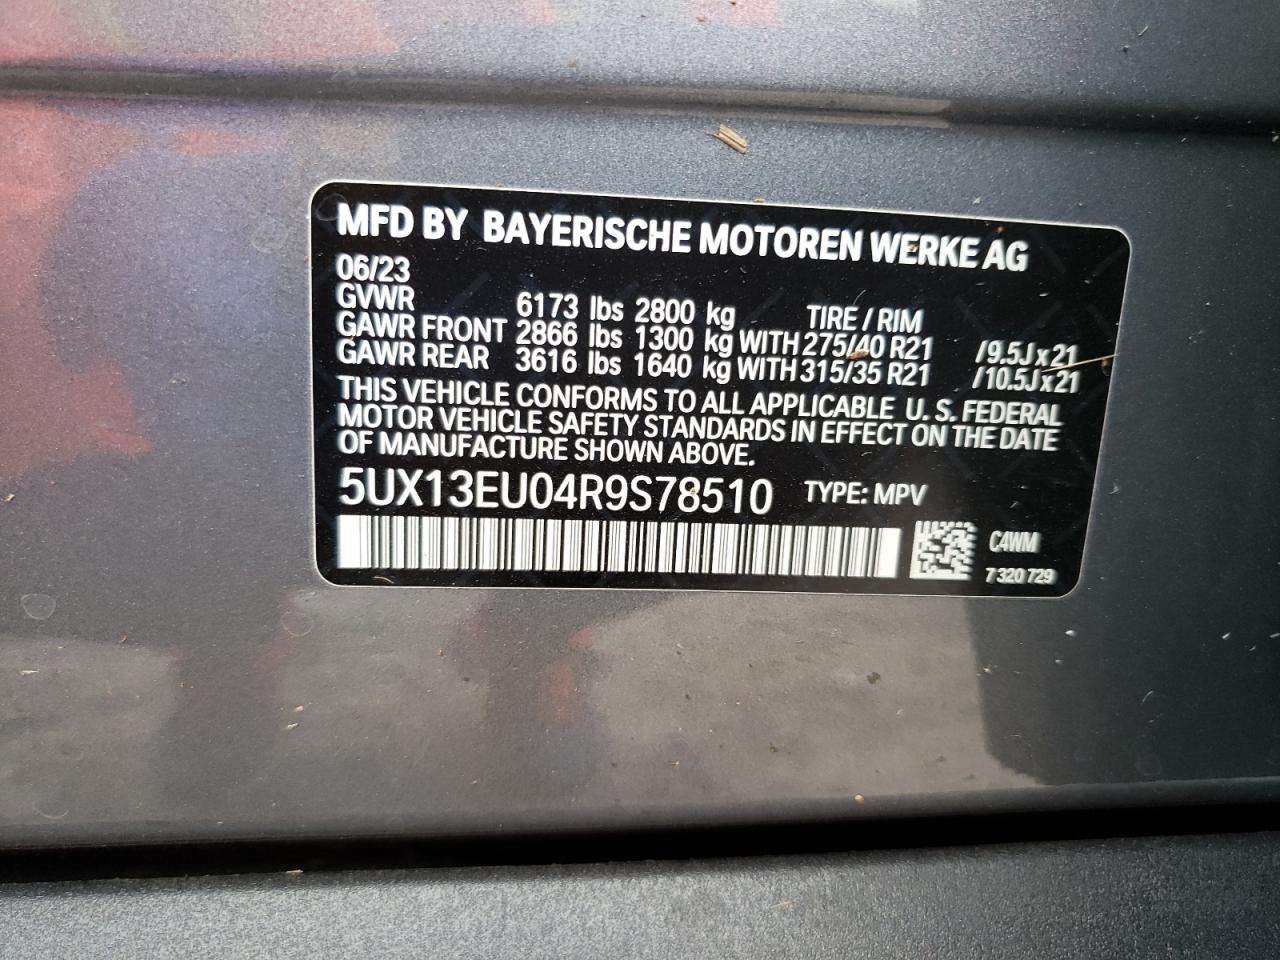 MFD BY BAYERISCHE MOTOREN WERKE AG
06/23
GVWR 6173 lbs 2800 kg TIRE / RIM
GAWR FRONT 2866 lbs 1300 kg WITH 275/40 R21 /9.5J x 21
GAWR REAR 3616 lbs 1640 kg WITH 315/35 R21 /10.5J x 21
THIS VEHICLE CONFORMS TO ALL APPLICABLE U. S. FEDERAL
MOTOR VEHICLE SAFETY STANDARDS IN EFFECT ON THE DATE
OF MANUFACTURE SHOWN ABOVE.
5UX13EU04R9S78510 TYPE: MPV
C4WM
7 320 729